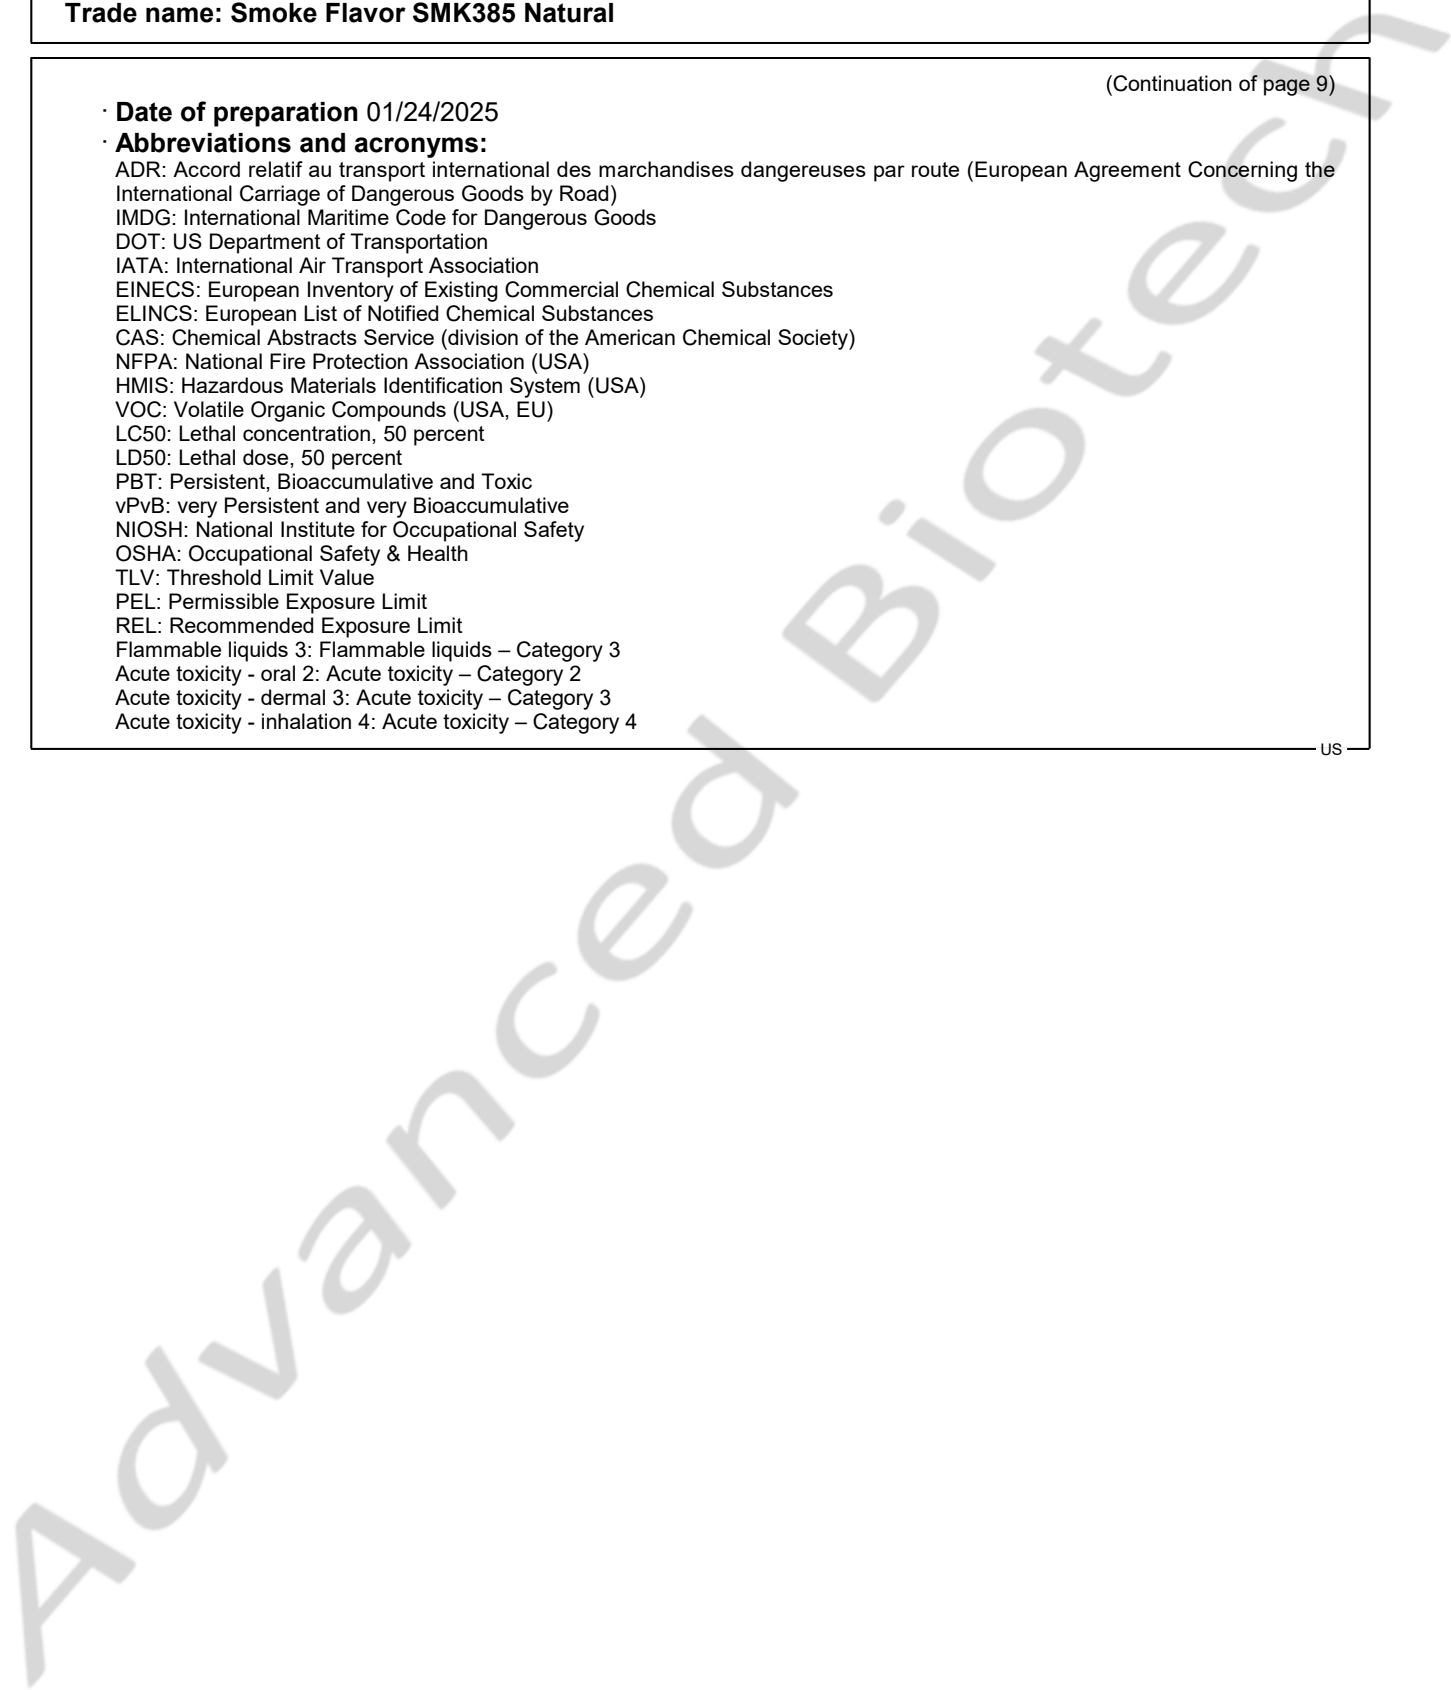 Trade name: Smoke Flavor SMK385 Natural
(Continuation of page 9)
· Date of preparation 01/24/2025
· Abbreviations and acronyms:
ADR: Accord relatif au transport international des marchandises dangereuses par route (European Agreement Concerning the
International Carriage of Dangerous Goods by Road)
IMDG: International Maritime Code for Dangerous Goods
DOT: US Department of Transportation
IATA: International Air Transport Association
EINECS: European Inventory of Existing Commercial Chemical Substances
ELINCS: European List of Notified Chemical Substances
CAS: Chemical Abstracts Service (division of the American Chemical Society)
NFPA: National Fire Protection Association (USA)
HMIS: Hazardous Materials Identification System (USA)
VOC: Volatile Organic Compounds (USA, EU)
LC50: Lethal concentration, 50 percent
LD50: Lethal dose, 50 percent
PBT: Persistent, Bioaccumulative and Toxic
vPvB: very Persistent and very Bioaccumulative
NIOSH: National Institute for Occupational Safety
OSHA: Occupational Safety & Health
TLV: Threshold Limit Value
PEL: Permissible Exposure Limit
REL: Recommended Exposure Limit
Flammable liquids 3: Flammable liquids – Category 3
Acute toxicity - oral 2: Acute toxicity – Category 2
Acute toxicity - dermal 3: Acute toxicity – Category 3
Acute toxicity - inhalation 4: Acute toxicity – Category 4
US
Advanced Biotech